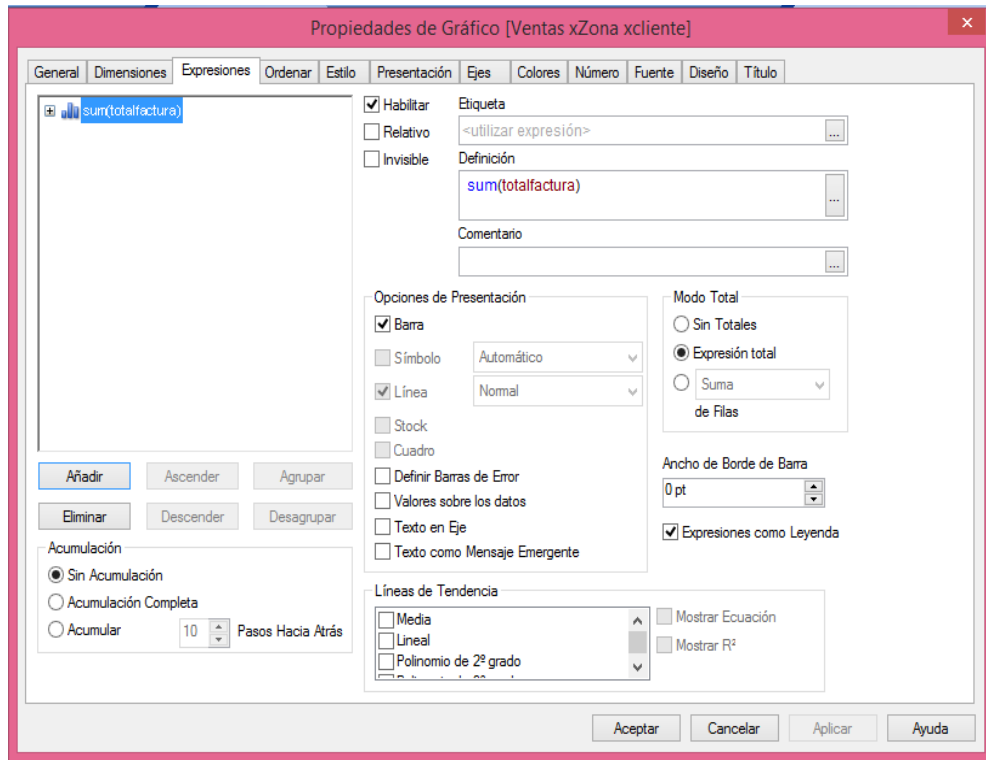 Propiedades de Gráfico [Ventas xZona xcliente]
×
General Dimensiones Expresiones Ordenar Estilo Presentación Ejes Colores Número Fuente Diseño Título
sum(totalfactura)
Habilitar
Relativo
Invisible
Etiqueta
<utilizar expresión>
...
Definición
sum(totalfactura)
...
Comentario
...
Opciones de Presentación
Barra
Símbolo Automático
Línea Normal
Stock
Cuadro
Definir Barras de Error
Valores sobre los datos
Texto en Eje
Texto como Mensaje Emergente
Modo Total
Sin Totales
Expresión total
Suma
de Filas
Ancho de Borde de Barra
0 pt
Expresiones como Leyenda
Añadir Ascender Agrupar
Eliminar Descender Desagrupar
Acumulación
Sin Acumulación
Acumulación Completa
Acumular 10 Pasos Hacia Atrás
Líneas de Tendencia
Media
Lineal
Polinomio de 2º grado
Mostrar Ecuación
Mostrar R²
Aceptar Cancelar Aplicar Ayuda